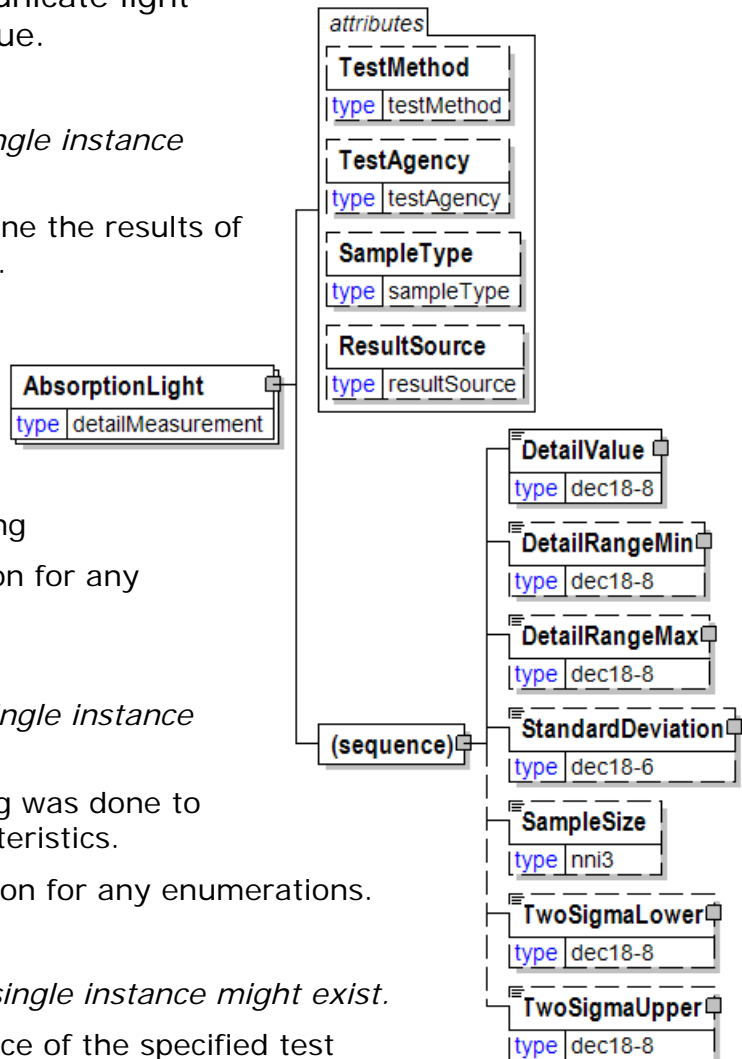 unicate light
ue.
ngle instance
ne the results of
.
ng
on for any
ingle instance
g was done to
teristics.
on for any enumerations.
single instance might exist.
ce of the specified test
attributes
TestMethod
type testMethod
TestAgency
type testAgency
SampleType
type sampleType
ResultSource
type resultSource
AbsorptionLight
type detailMeasurement
(sequence)
DetailValue
type dec18-8
DetailRangeMin
type dec18-8
DetailRangeMax
type dec18-8
StandardDeviation
type dec18-6
SampleSize
type nni3
TwoSigmaLower
type dec18-8
TwoSigmaUpper
type dec18-8